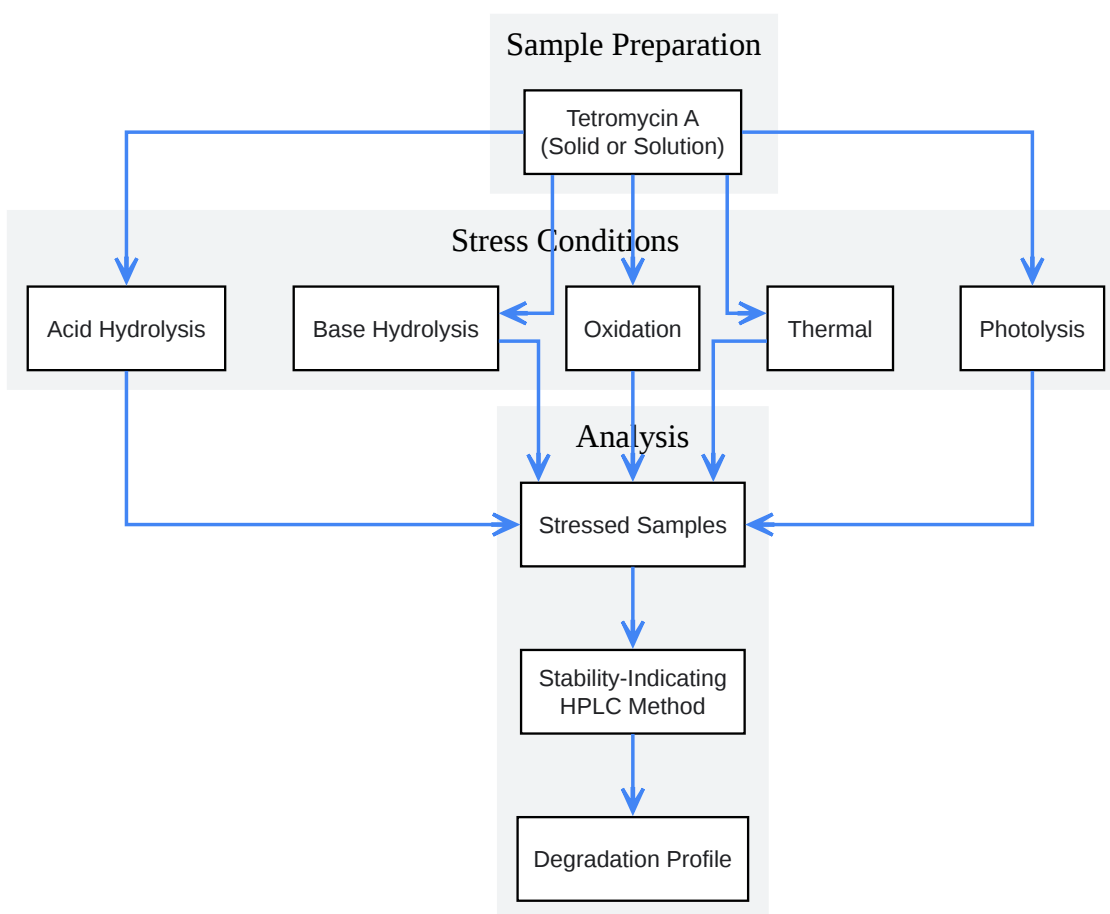 Sample Preparation
Tetromycin A
(Solid or Solution)
Stress Conditions
Acid Hydrolysis
Base Hydrolysis
Oxidation
Thermal
Photolysis
Analysis
Stressed Samples
Stability-Indicating
HPLC Method
Degradation Profile